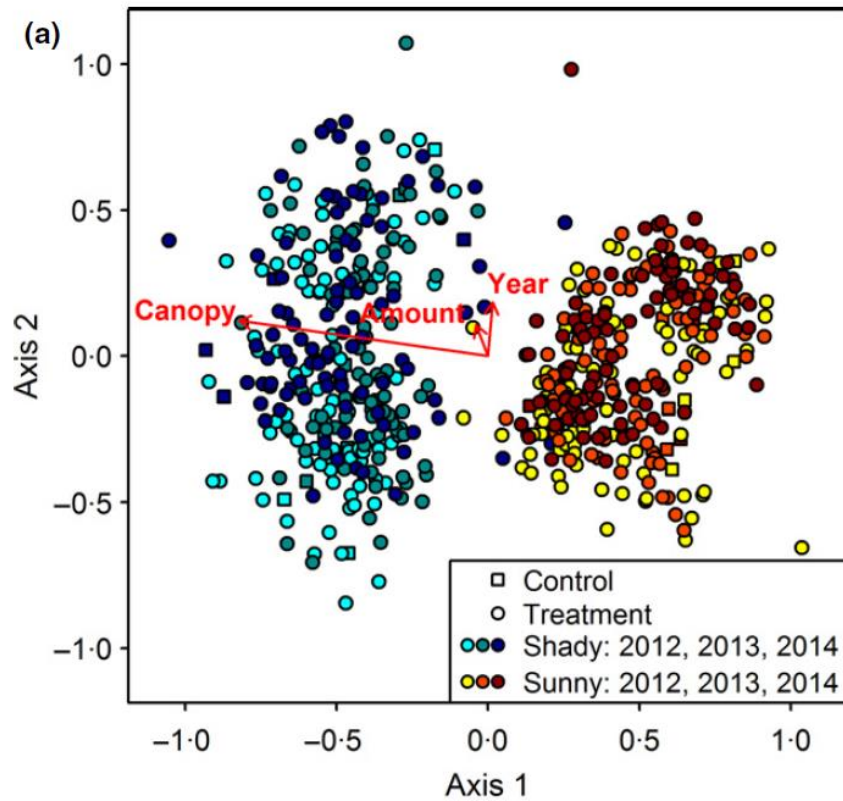 (a)
1·0
0·5
0·0
−0·5
−1·0
Axis 2
Canopy
Amount
Year
Control
Treatment
Shady: 2012, 2013, 2014
Sunny: 2012, 2013, 2014
−1·0 −0·5 0·0 0·5 1·0
Axis 1